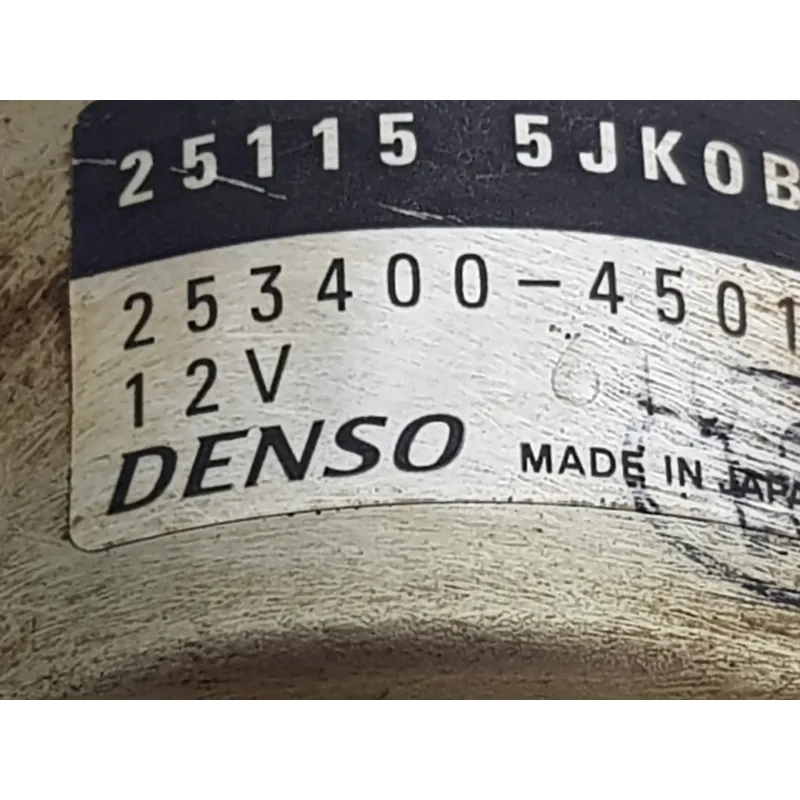 25115 5JK0B
253400-4501
12V
DENSO MADE IN JAPA